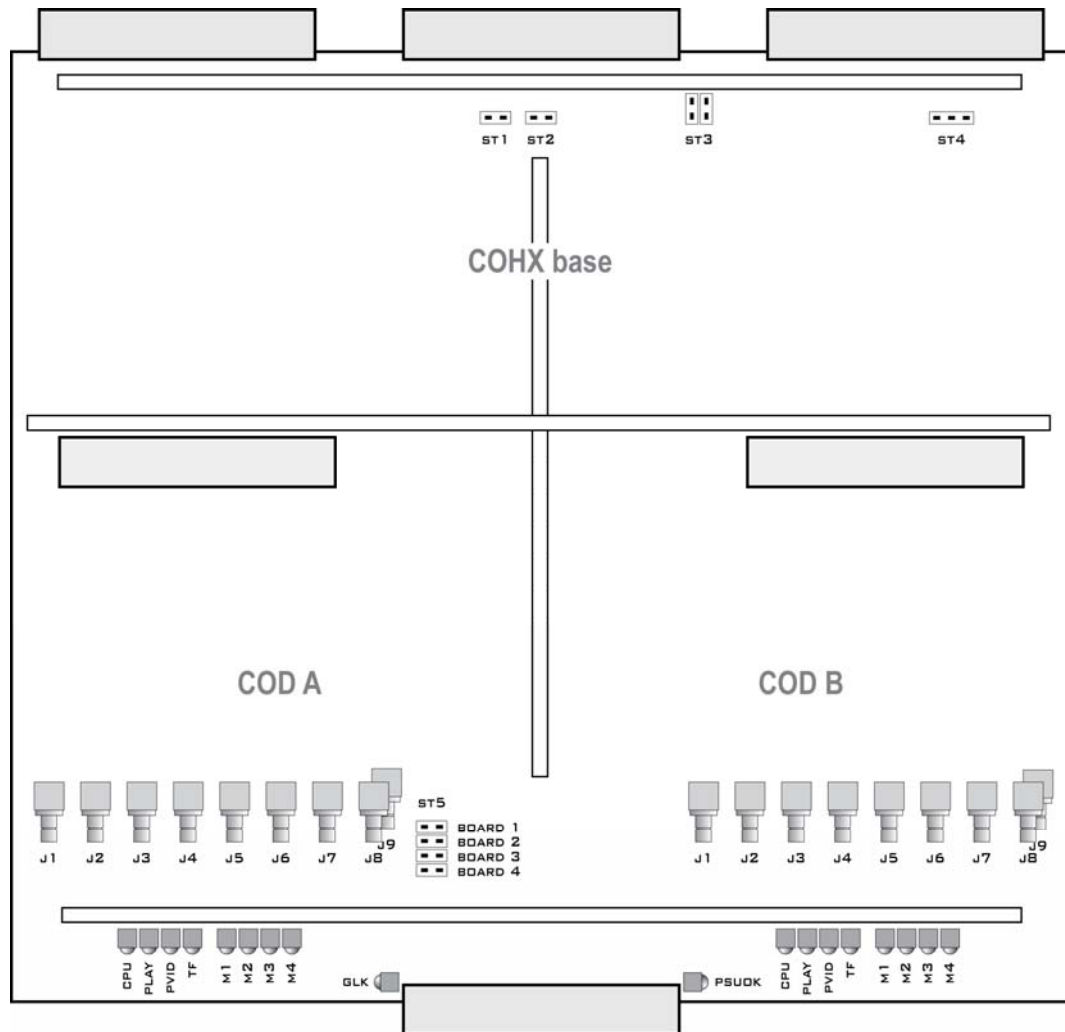 ST1 ST2 ST3 ST4
COHX base
COD A COD B
ST5
BOARD 1
BOARD 2
BOARD 3
BOARD 4
J1 J2 J3 J4 J5 J6 J7 J8 J9
J1 J2 J3 J4 J5 J6 J7 J8 J9
CPU PLAY PVID TF M1 M2 M3 M4
CPU PLAY PVID TF M1 M2 M3 M4
GLK PSUOK